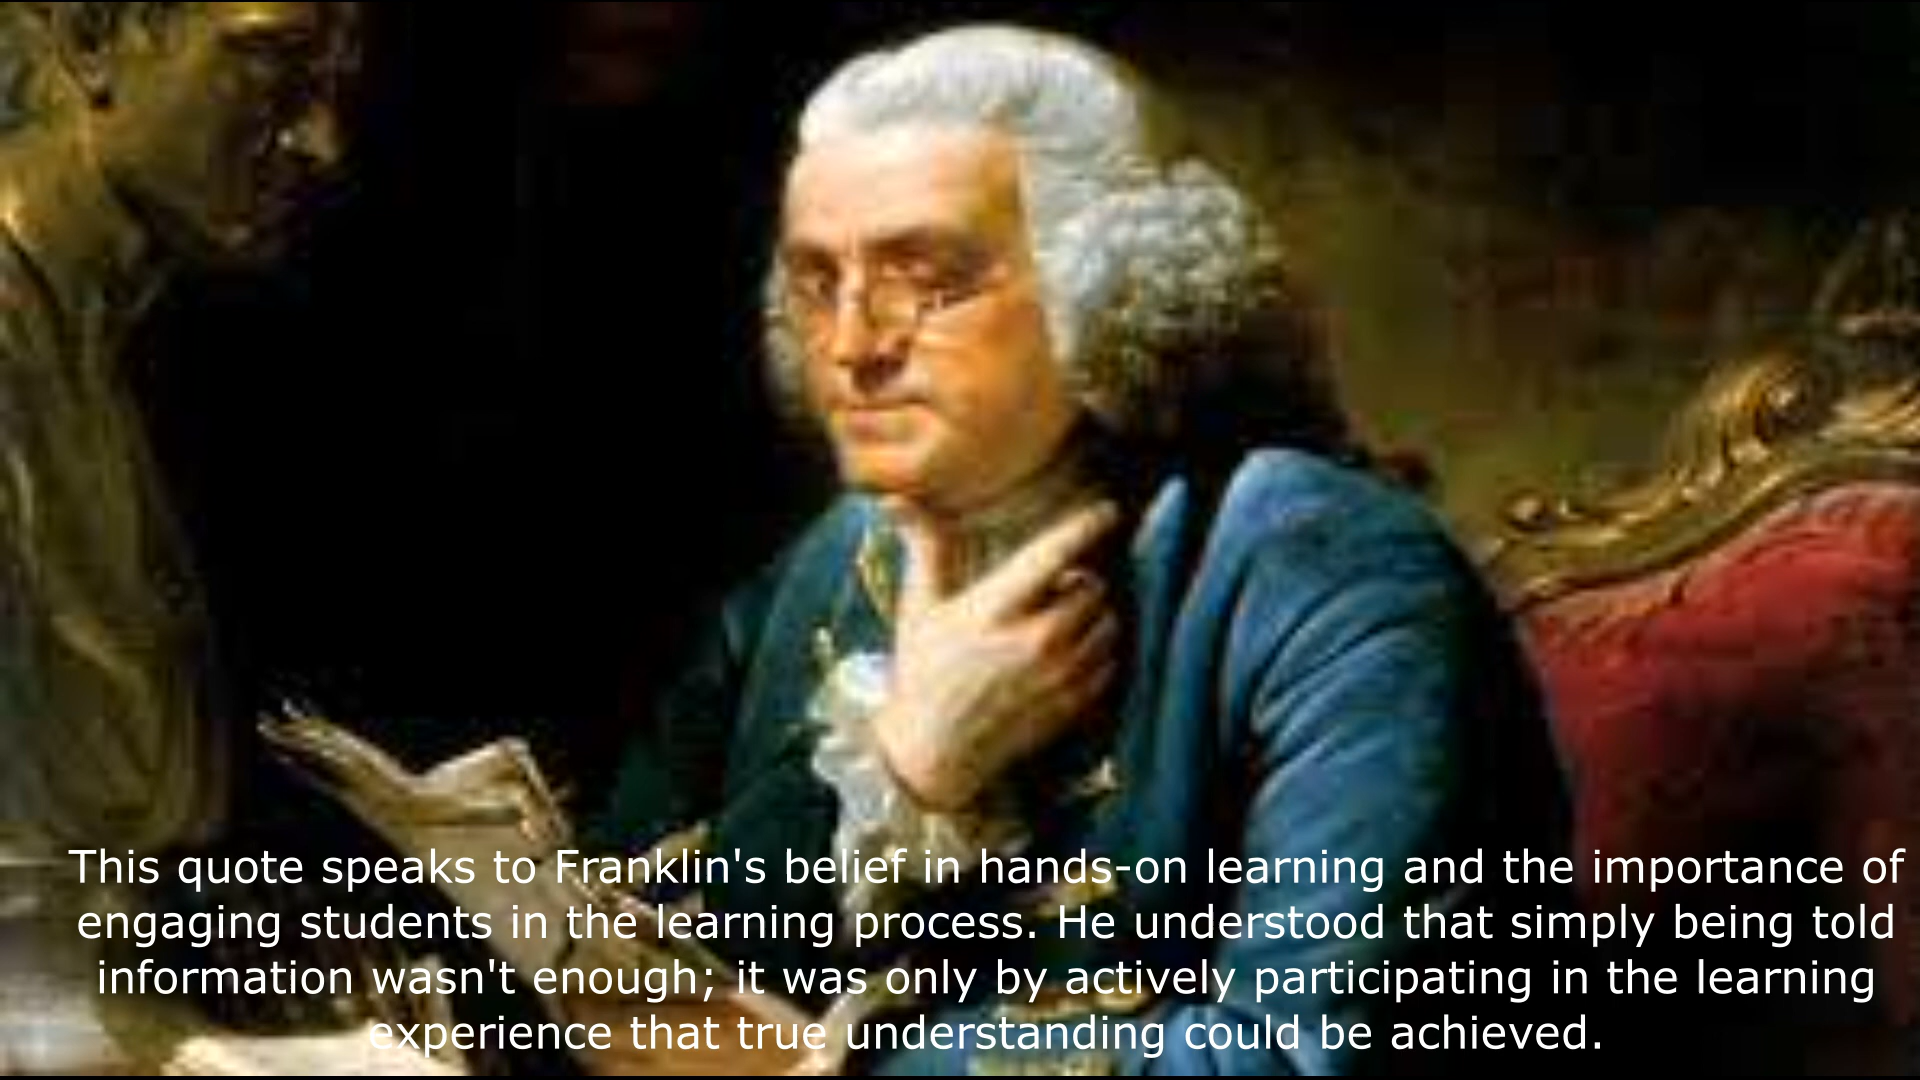 This quote speaks to Franklin's belief in hands-on learning and the importance of
engaging students in the learning process. He understood that simply being told
information wasn't enough; it was only by actively participating in the learning
experience that true understanding could be achieved.